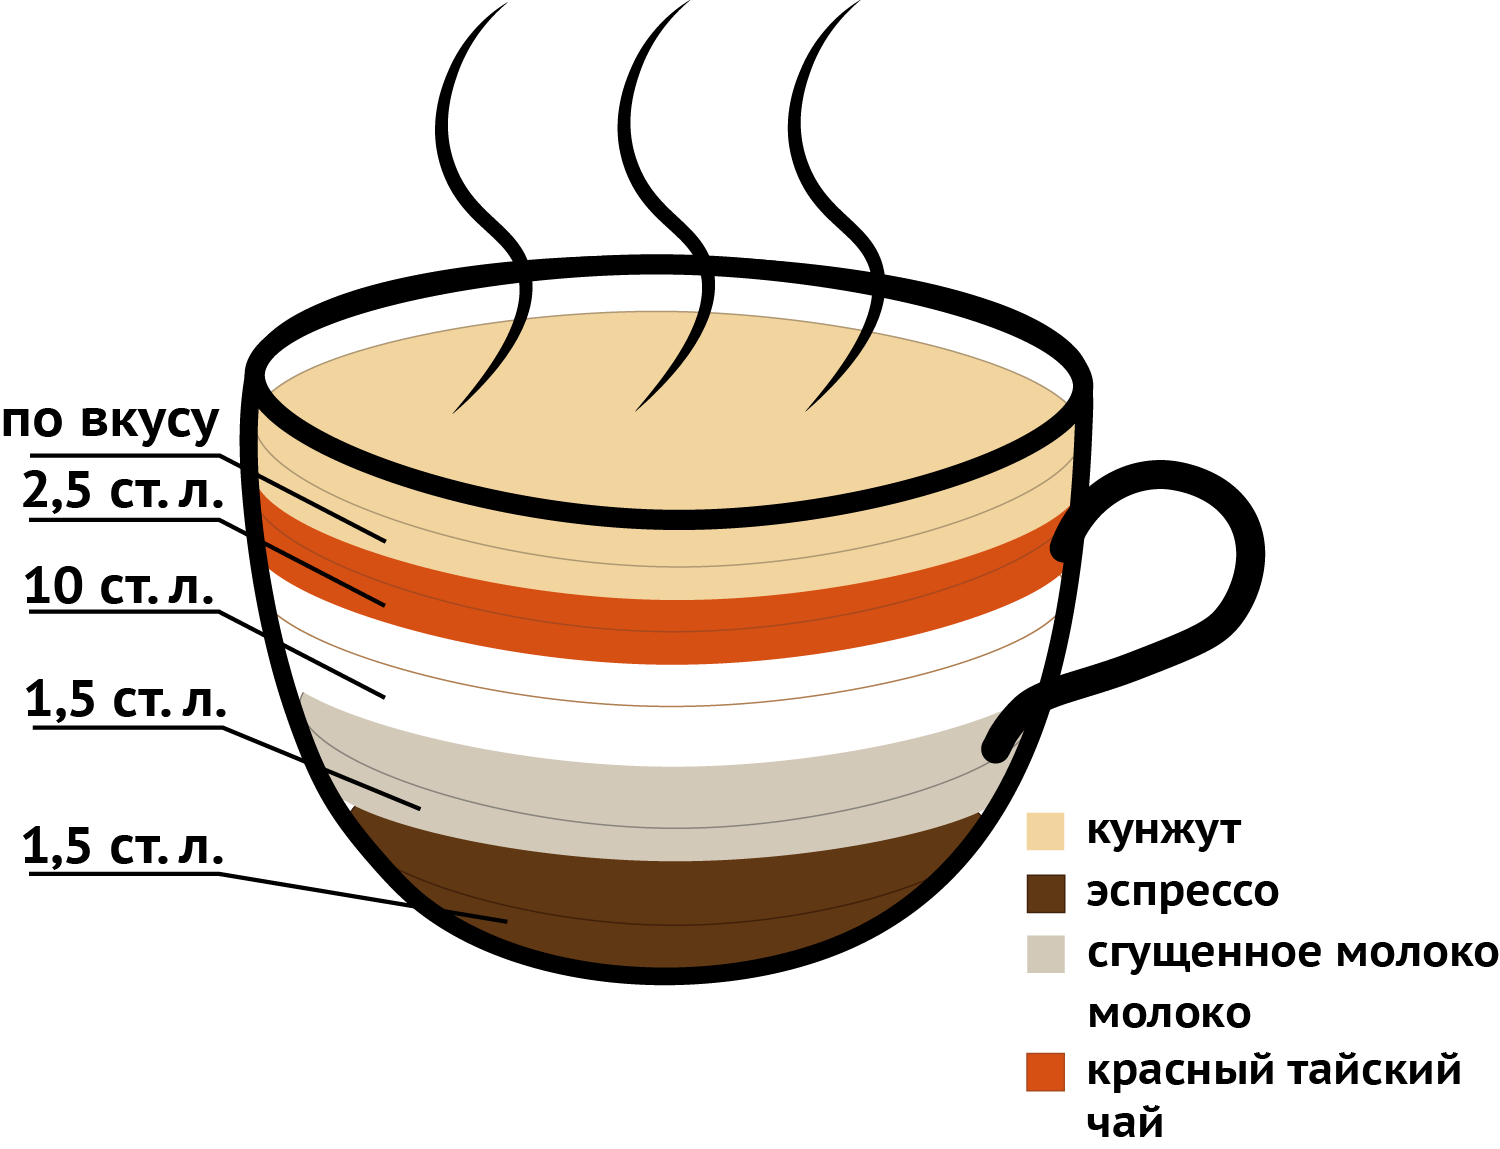 по вкусу
2,5 ст. л.
10 ст. л.
1,5 ст. л.
1,5 ст. л.
кунжут
эспрессо
сгущенное молоко
молоко
красный тайский
чай